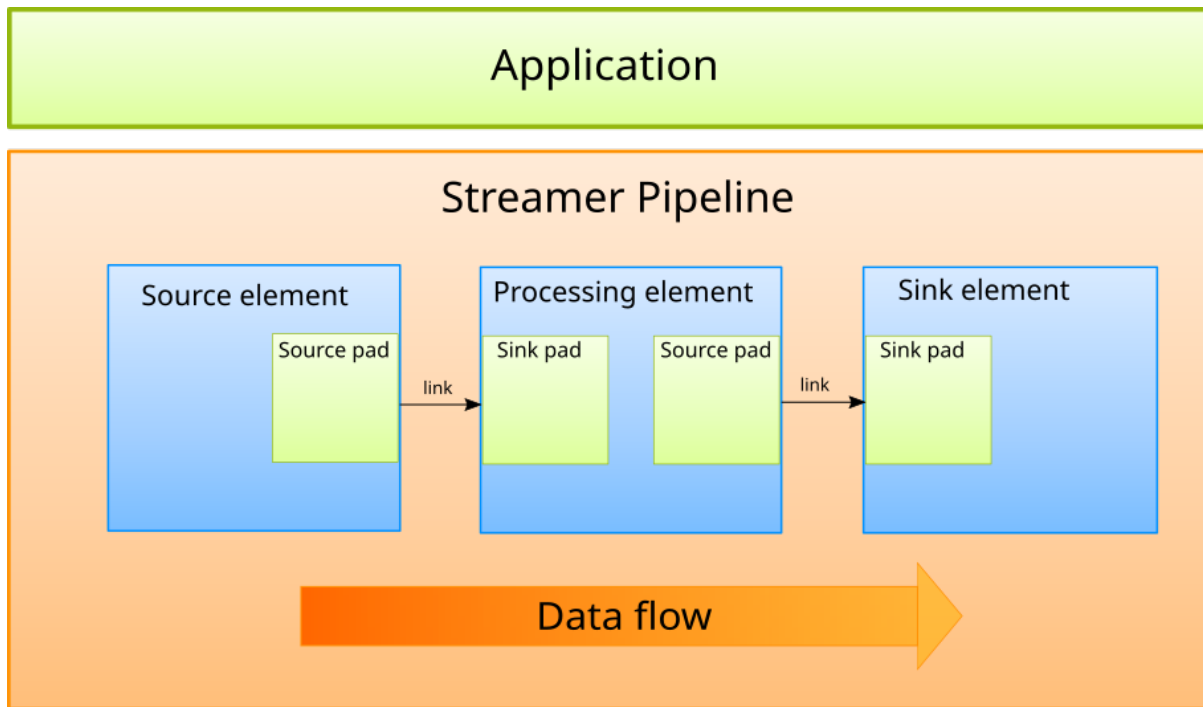 Application
Streamer Pipeline
Source element
Source pad
link
Processing element
Sink pad
Source pad
link
Sink element
Sink pad
Data flow